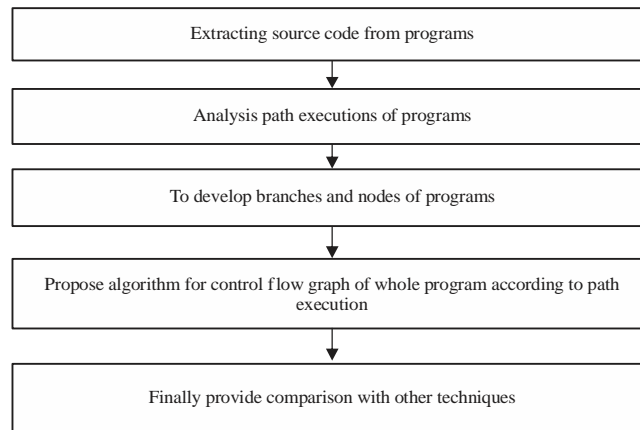 Extracting source code from programs
Analysis path executions of programs
To develop branches and nodes of programs
Propose algorithm for control flow graph of whole program according to path
execution
Finally provide comparison with other techniques